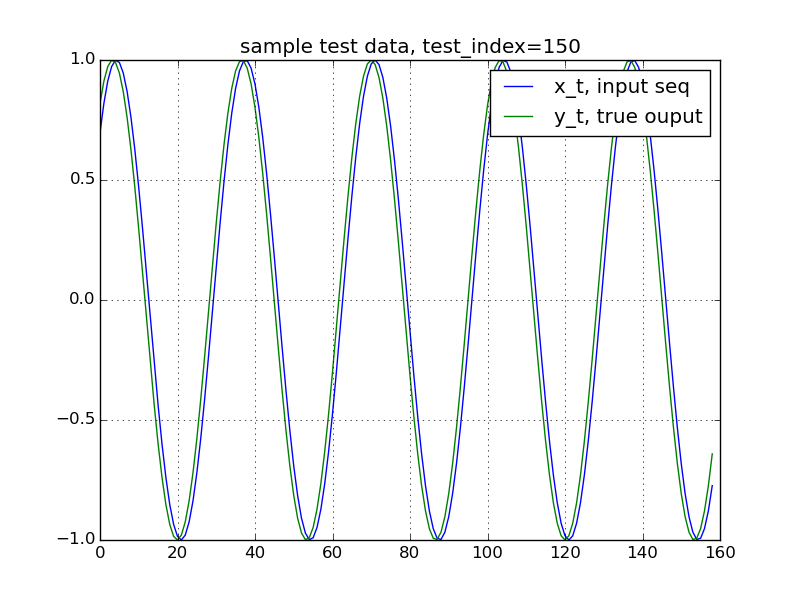 sample test data, test_index=150
x_t, input seq
y_t, true ouput
1.0
0.5
0.0
−0.5
−1.0
0 20 40 60 80 100 120 140 160